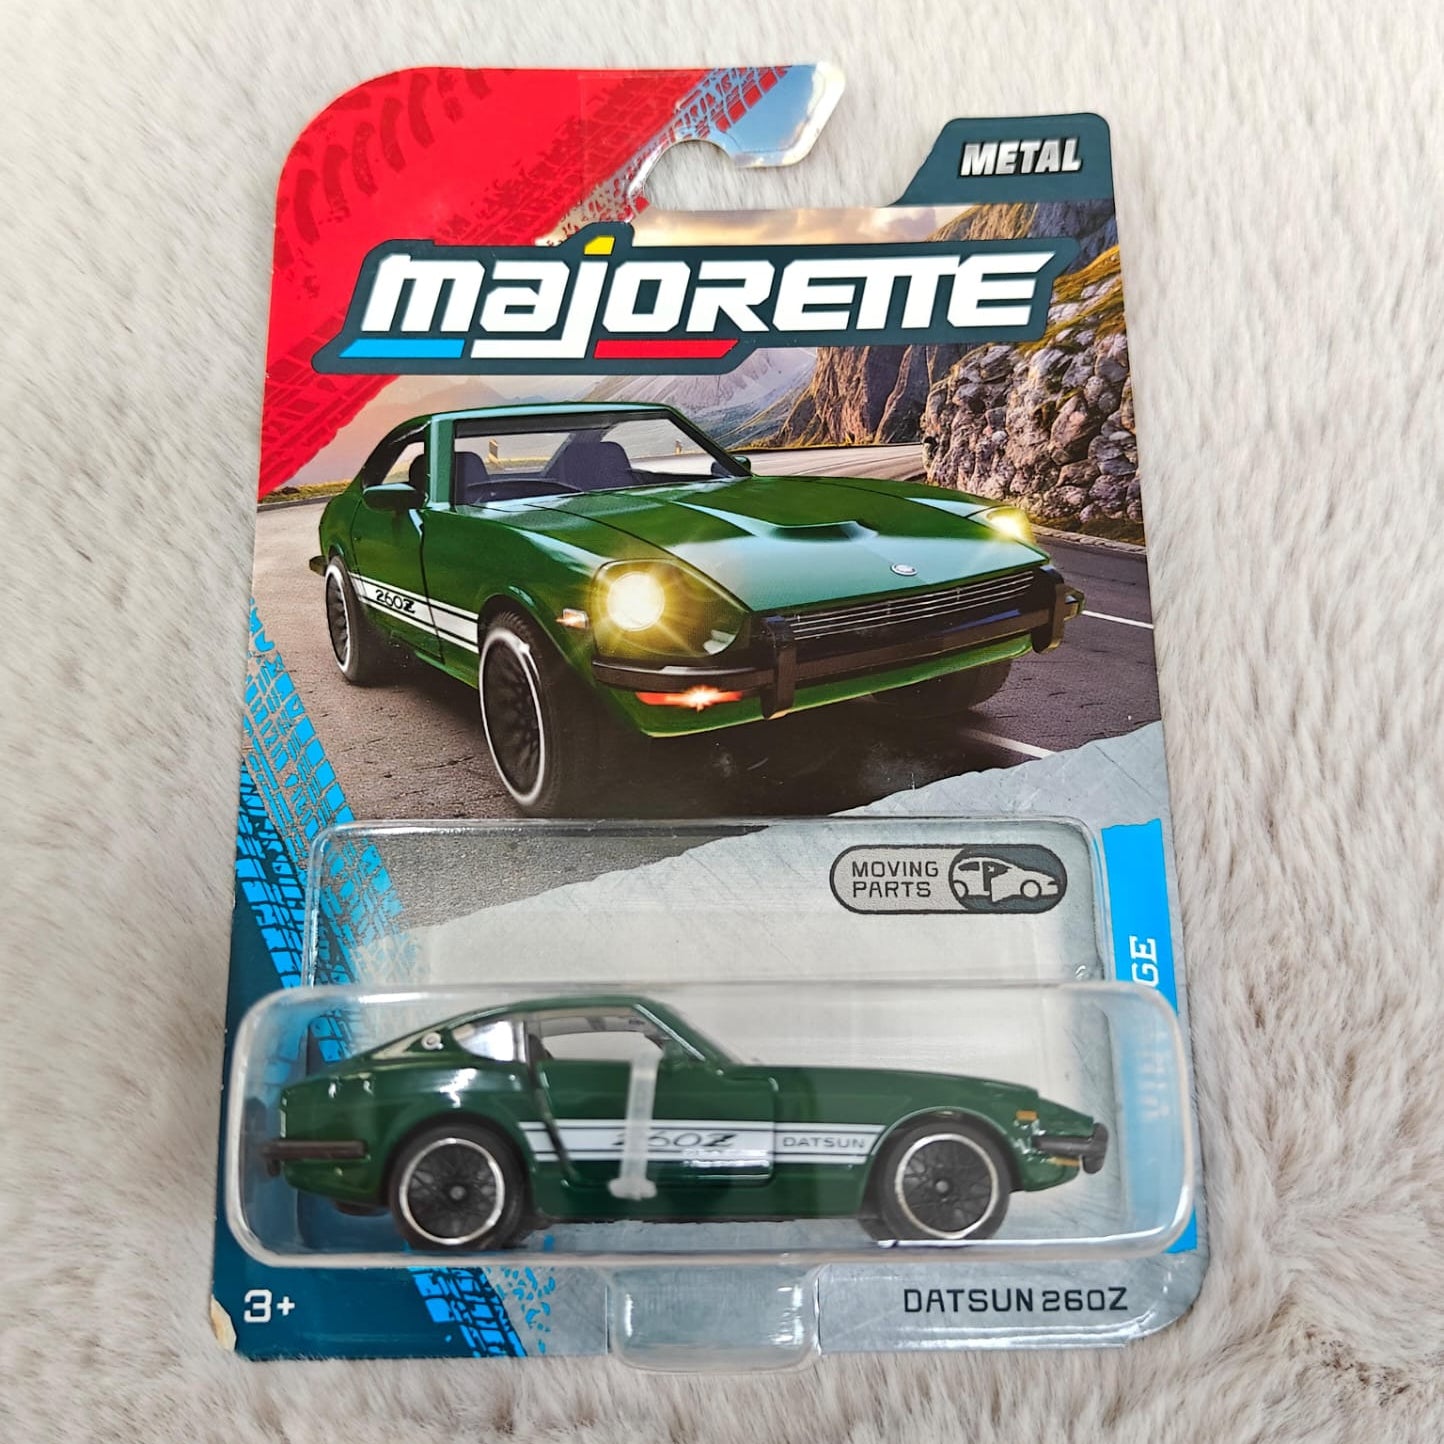 METAL
majorette
260Z
MOVING
PARTS
GE
260Z DATSUN
3+
DATSUN 260Z